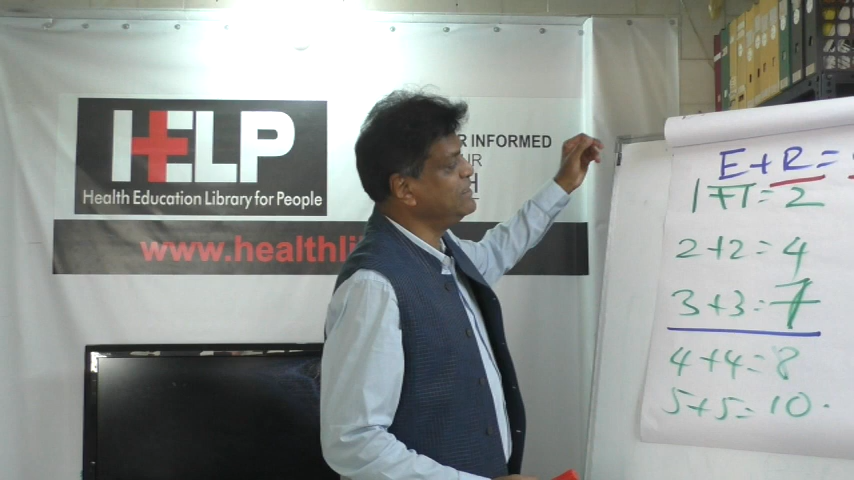 HELP
Health Education Library for People
www.healthli
R INFORMED
UR
H
E+R=
1+1=2
2+2=4
3+3=7
4+4=8
5+5=10.